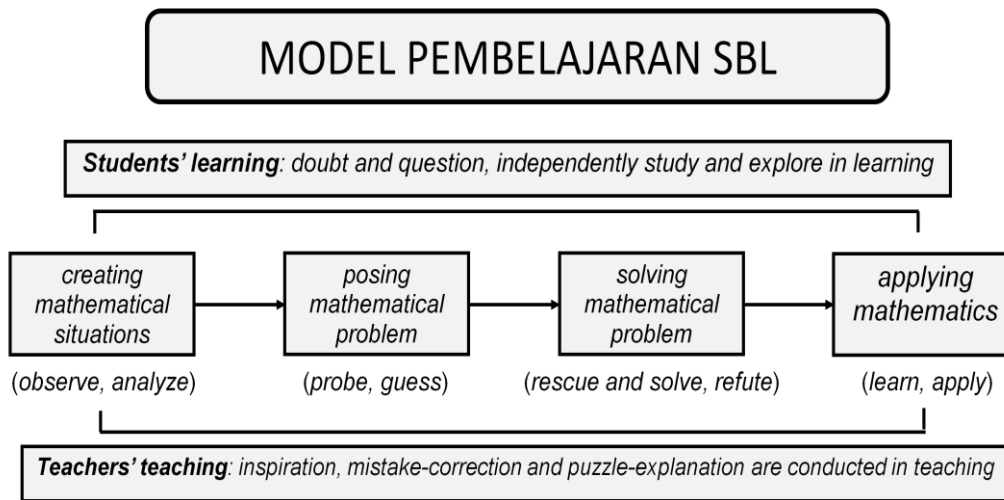 MODEL PEMBELAJARAN SBL
Students’ learning: doubt and question, independently study and explore in learning
creating
mathematical
situations
posing
mathematical
problem
solving
mathematical
problem
applying
mathematics
(observe, analyze)
(probe, guess)
(rescue and solve, refute)
(learn, apply)
Teachers’ teaching: inspiration, mistake-correction and puzzle-explanation are conducted in teaching